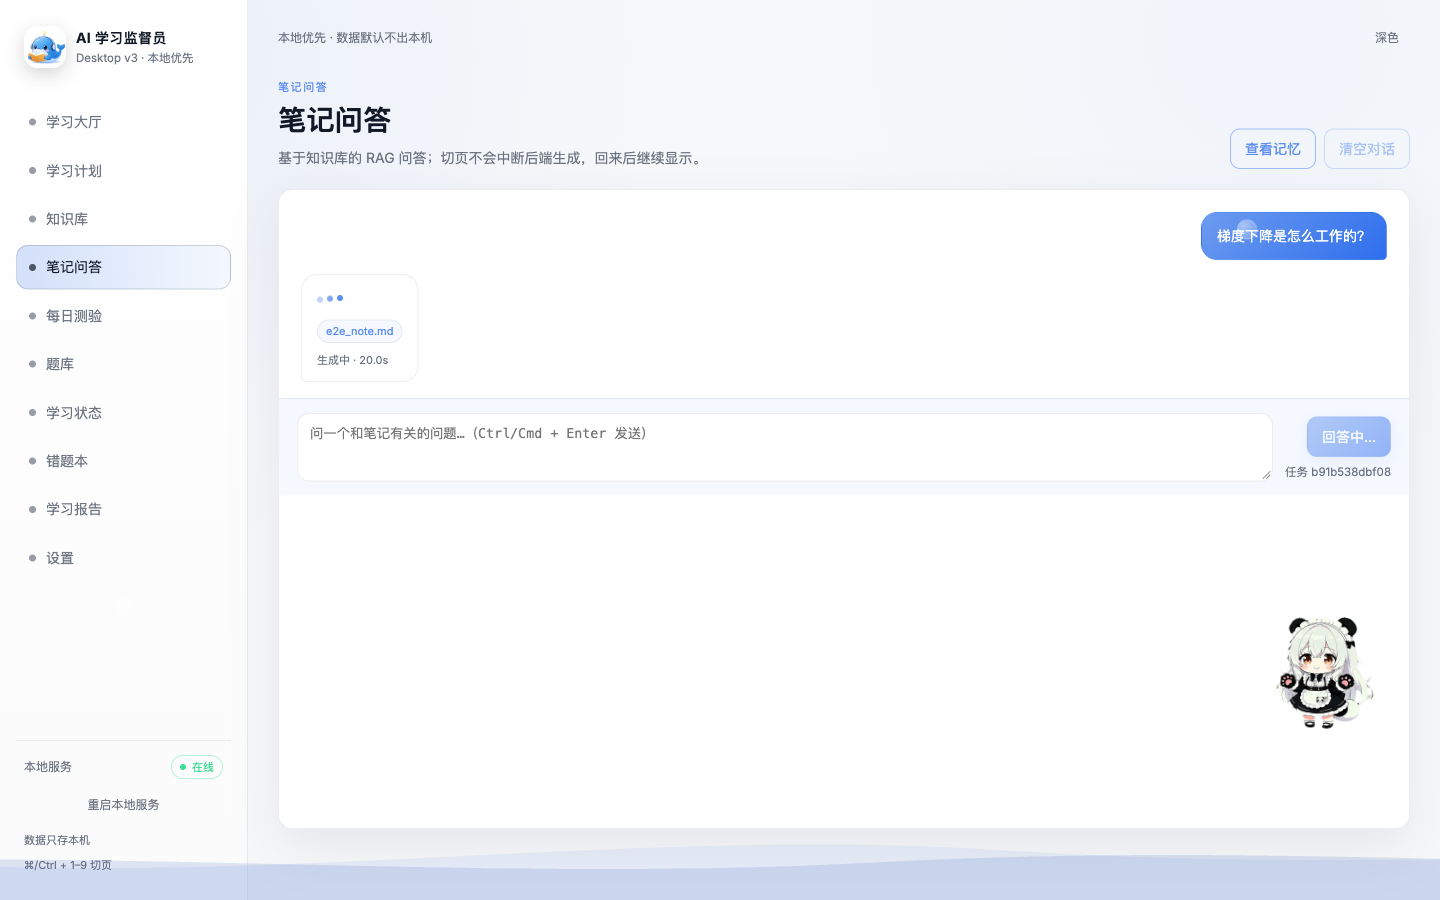 AI 学习监督员
Desktop v3 · 本地优先
学习大厅
学习计划
知识库
笔记问答
每日测验
题库
学习状态
错题本
学习报告
设置
本地服务
在线
重启本地服务
数据只存本机
⌘/Ctrl + 1–9 切页
本地优先 · 数据默认不出本机
深色
笔记问答
笔记问答
基于知识库的 RAG 问答；切页不会中断后端生成，回来后继续显示。
查看记忆
清空对话
梯度下降是怎么工作的？
e2e_note.md
生成中 · 20.0s
问一个和笔记有关的问题…（Ctrl/Cmd + Enter 发送）
回答中…
任务 b91b538dbf08